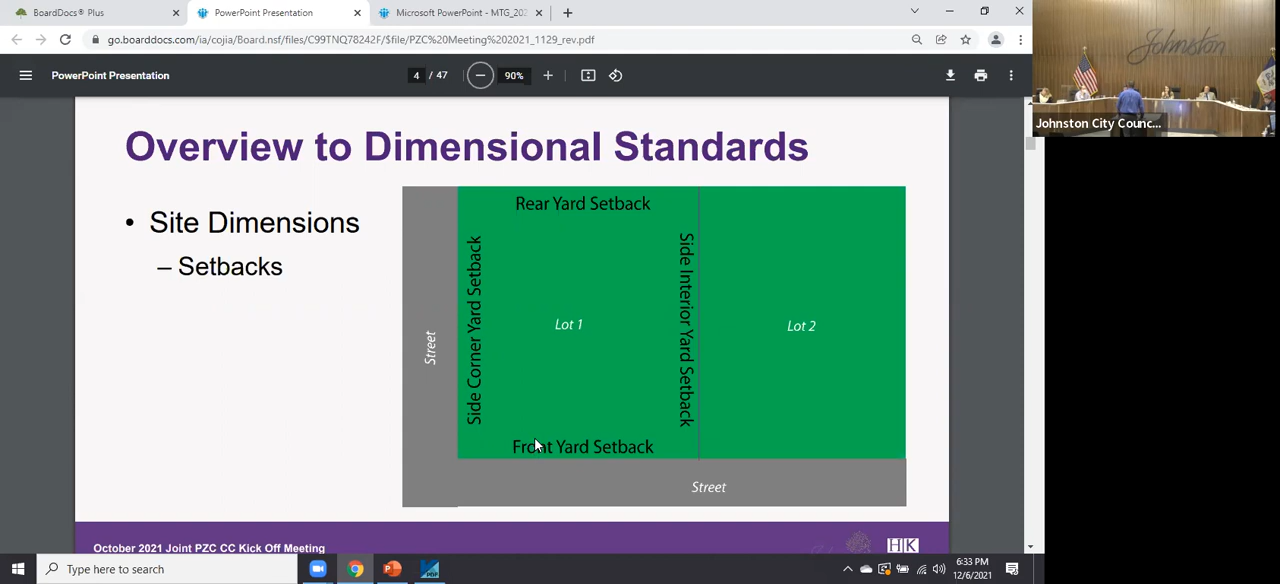 BoardDocs® Plus
PowerPoint Presentation
Microsoft PowerPoint - MTG_202
go.boarddocs.com/ia/cojia/Board.nsf/files/C99TNQ78242F/$file/PZC%20Meeting%202021_1129_rev.pdf
PowerPoint Presentation
4 / 47
90%
Johnston
Johnston City Counc...
Overview to Dimensional Standards
• Site Dimensions
– Setbacks
Rear Yard Setback
Side Corner Yard Setback
Side Interior Yard Setback
Lot 1
Lot 2
Street
Front Yard Setback
Street
October 2021 Joint PZC CC Kick Off Meeting
HK
Type here to search
6:33 PM
12/6/2021